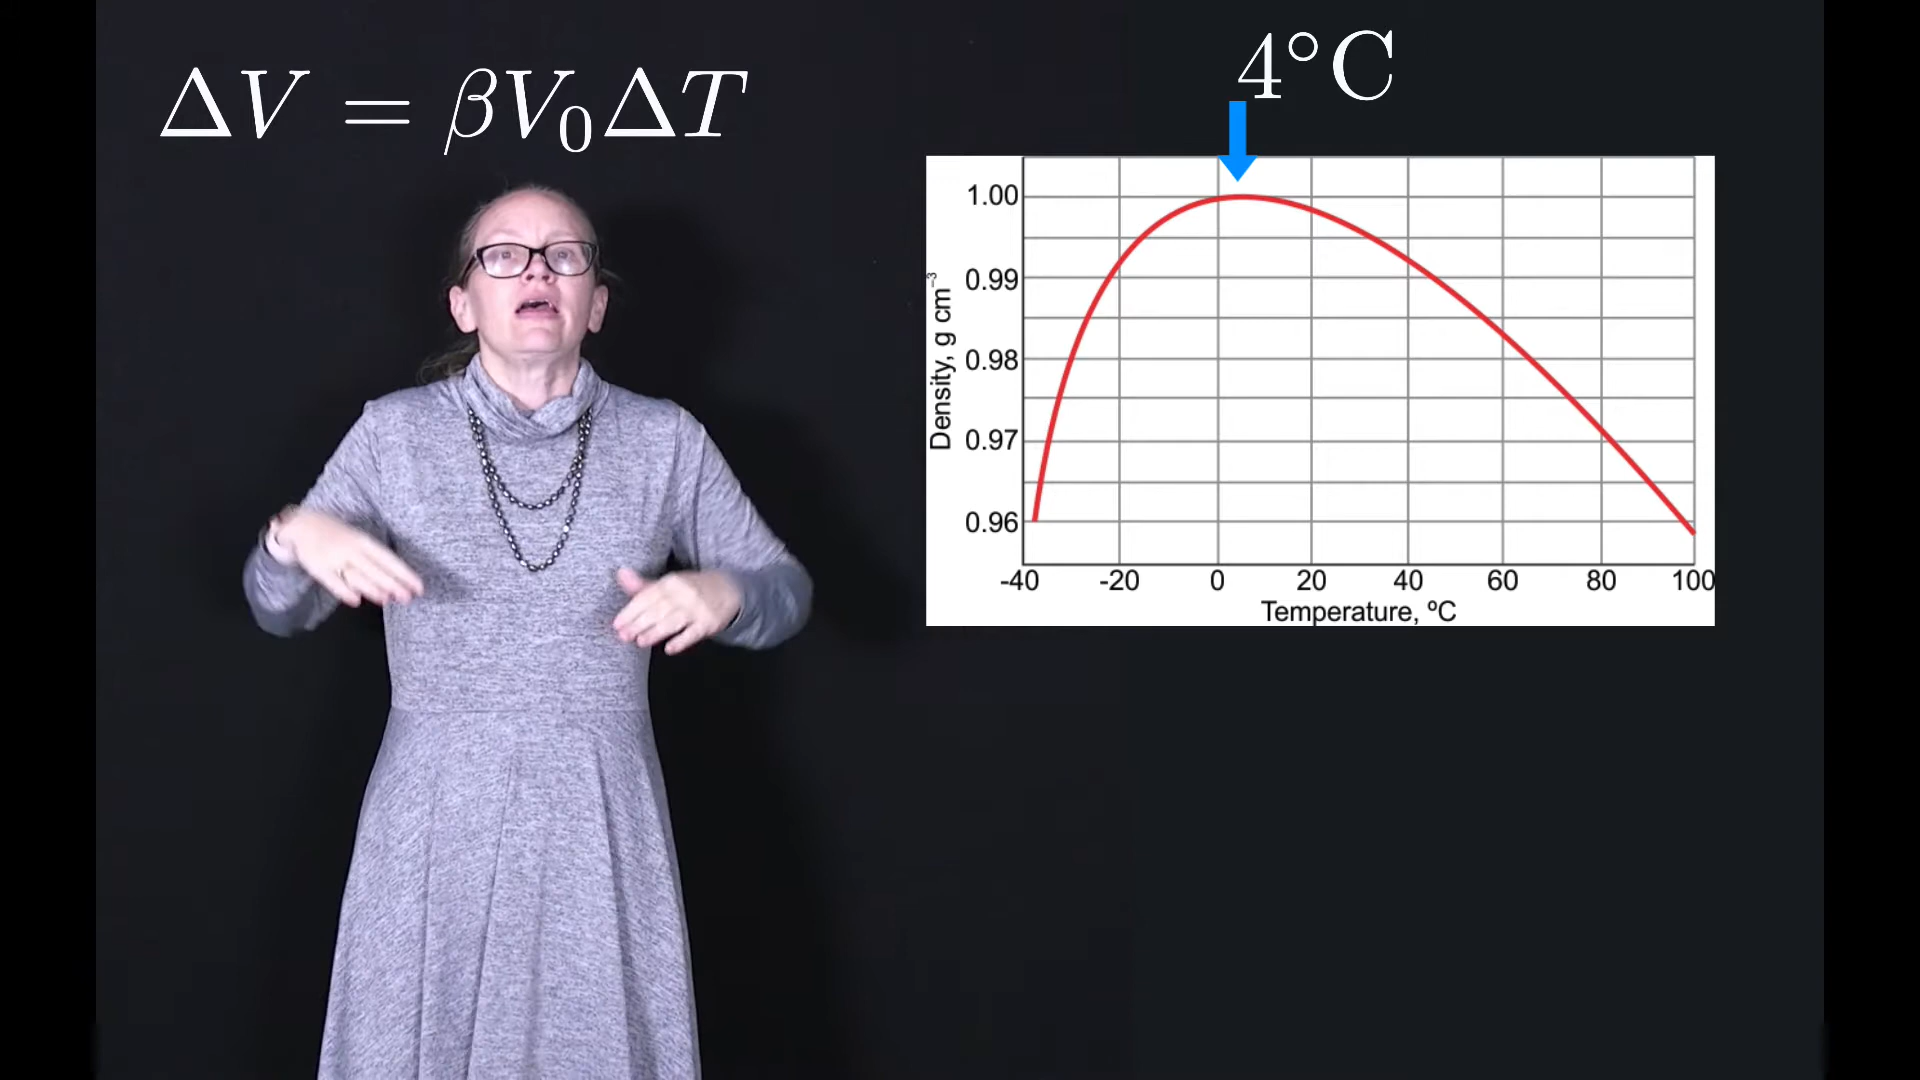 ΔV = βV₀ΔT
4°C
1.00
0.99
0.98
0.97
0.96
Density, g cm⁻³
-40 -20 0 20 40 60 80 100
Temperature, ºC